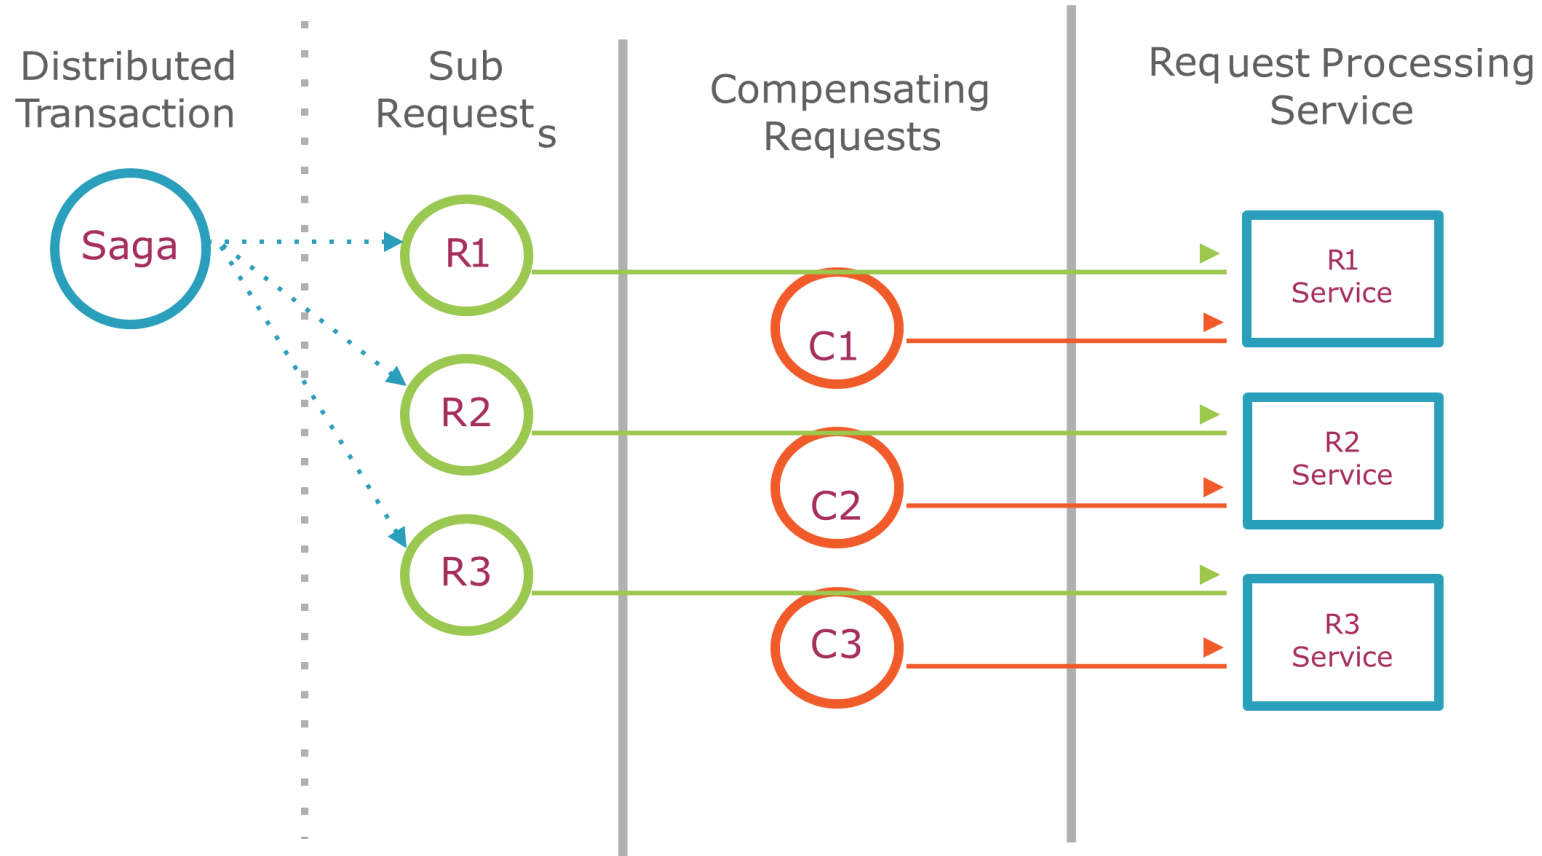 Distributed
Transaction
Sub
Requests
Compensating
Requests
Request Processing
Service
Saga
R1
R2
R3
C1
C2
C3
R1
Service
R2
Service
R3
Service